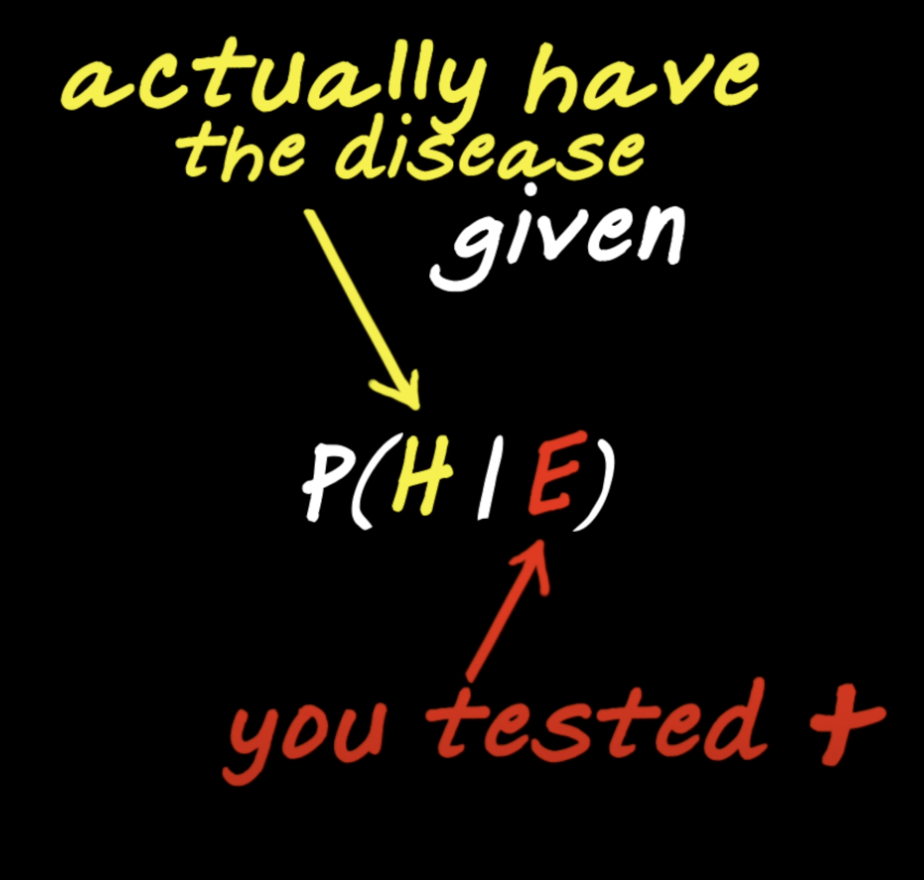 actually have
the disease
given
P(H|E)
you tested +